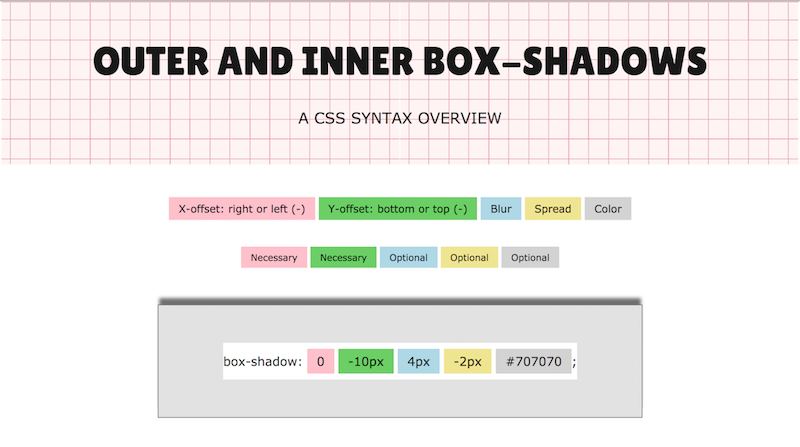 OUTER AND INNER BOX-SHADOWS
A CSS SYNTAX OVERVIEW
X-offset: right or left (-) Y-offset: bottom or top (-) Blur Spread Color
Necessary Necessary Optional Optional Optional
box-shadow: 0 -10px 4px -2px #707070 ;